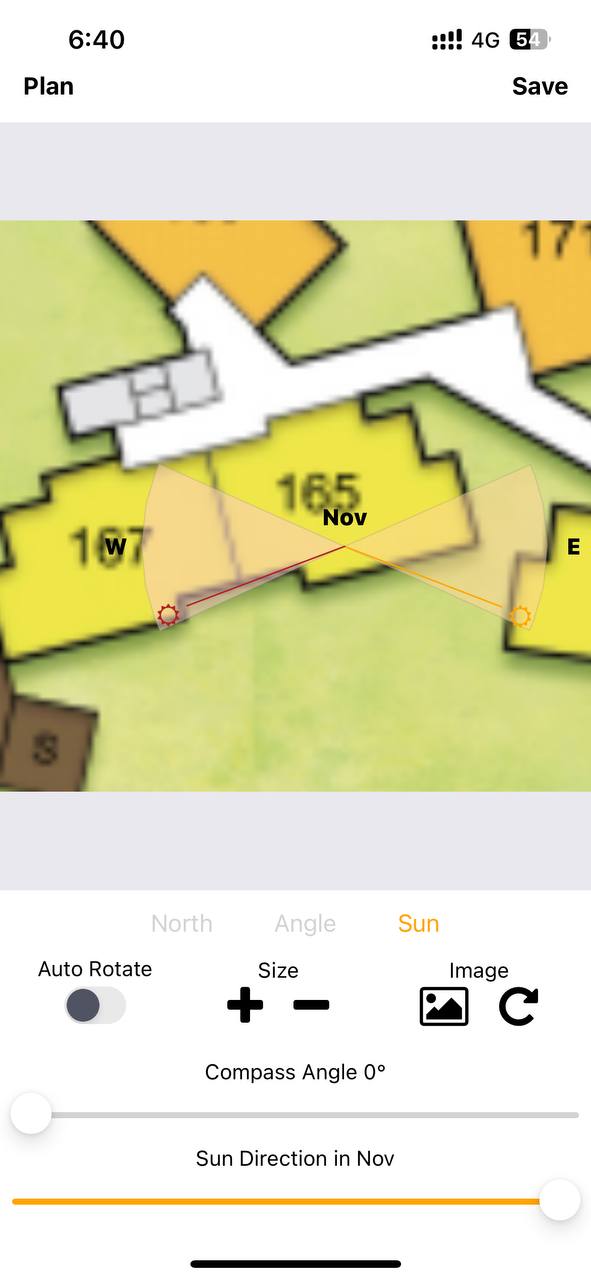 6:40 4G 54
Plan Save
171
165
Nov
167
W E
S
North Angle Sun
Auto Rotate Size Image
Compass Angle 0°
Sun Direction in Nov